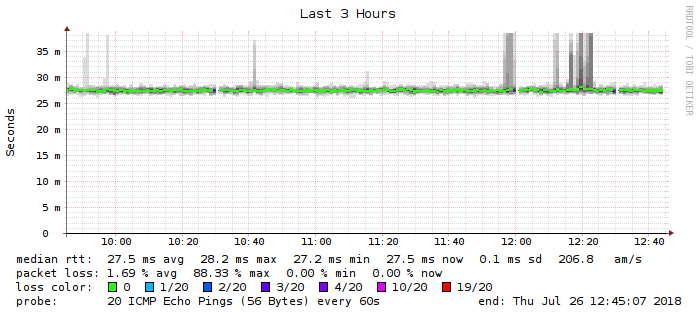 Last 3 Hours
RRDTOOL / TOBI OETIKER
Seconds
35 m
30 m
25 m
20 m
15 m
10 m
5 m
0
10:00 10:20 10:40 11:00 11:20 11:40 12:00 12:20 12:40
median rtt: 27.5 ms avg 28.2 ms max 27.2 ms min 27.5 ms now 0.1 ms sd 206.8 am/s
packet loss: 1.69 % avg 88.33 % max 0.00 % min 0.00 % now
loss color: 0 1/20 2/20 3/20 4/20 10/20 19/20
probe: 20 ICMP Echo Pings (56 Bytes) every 60s end: Thu Jul 26 12:45:07 2018